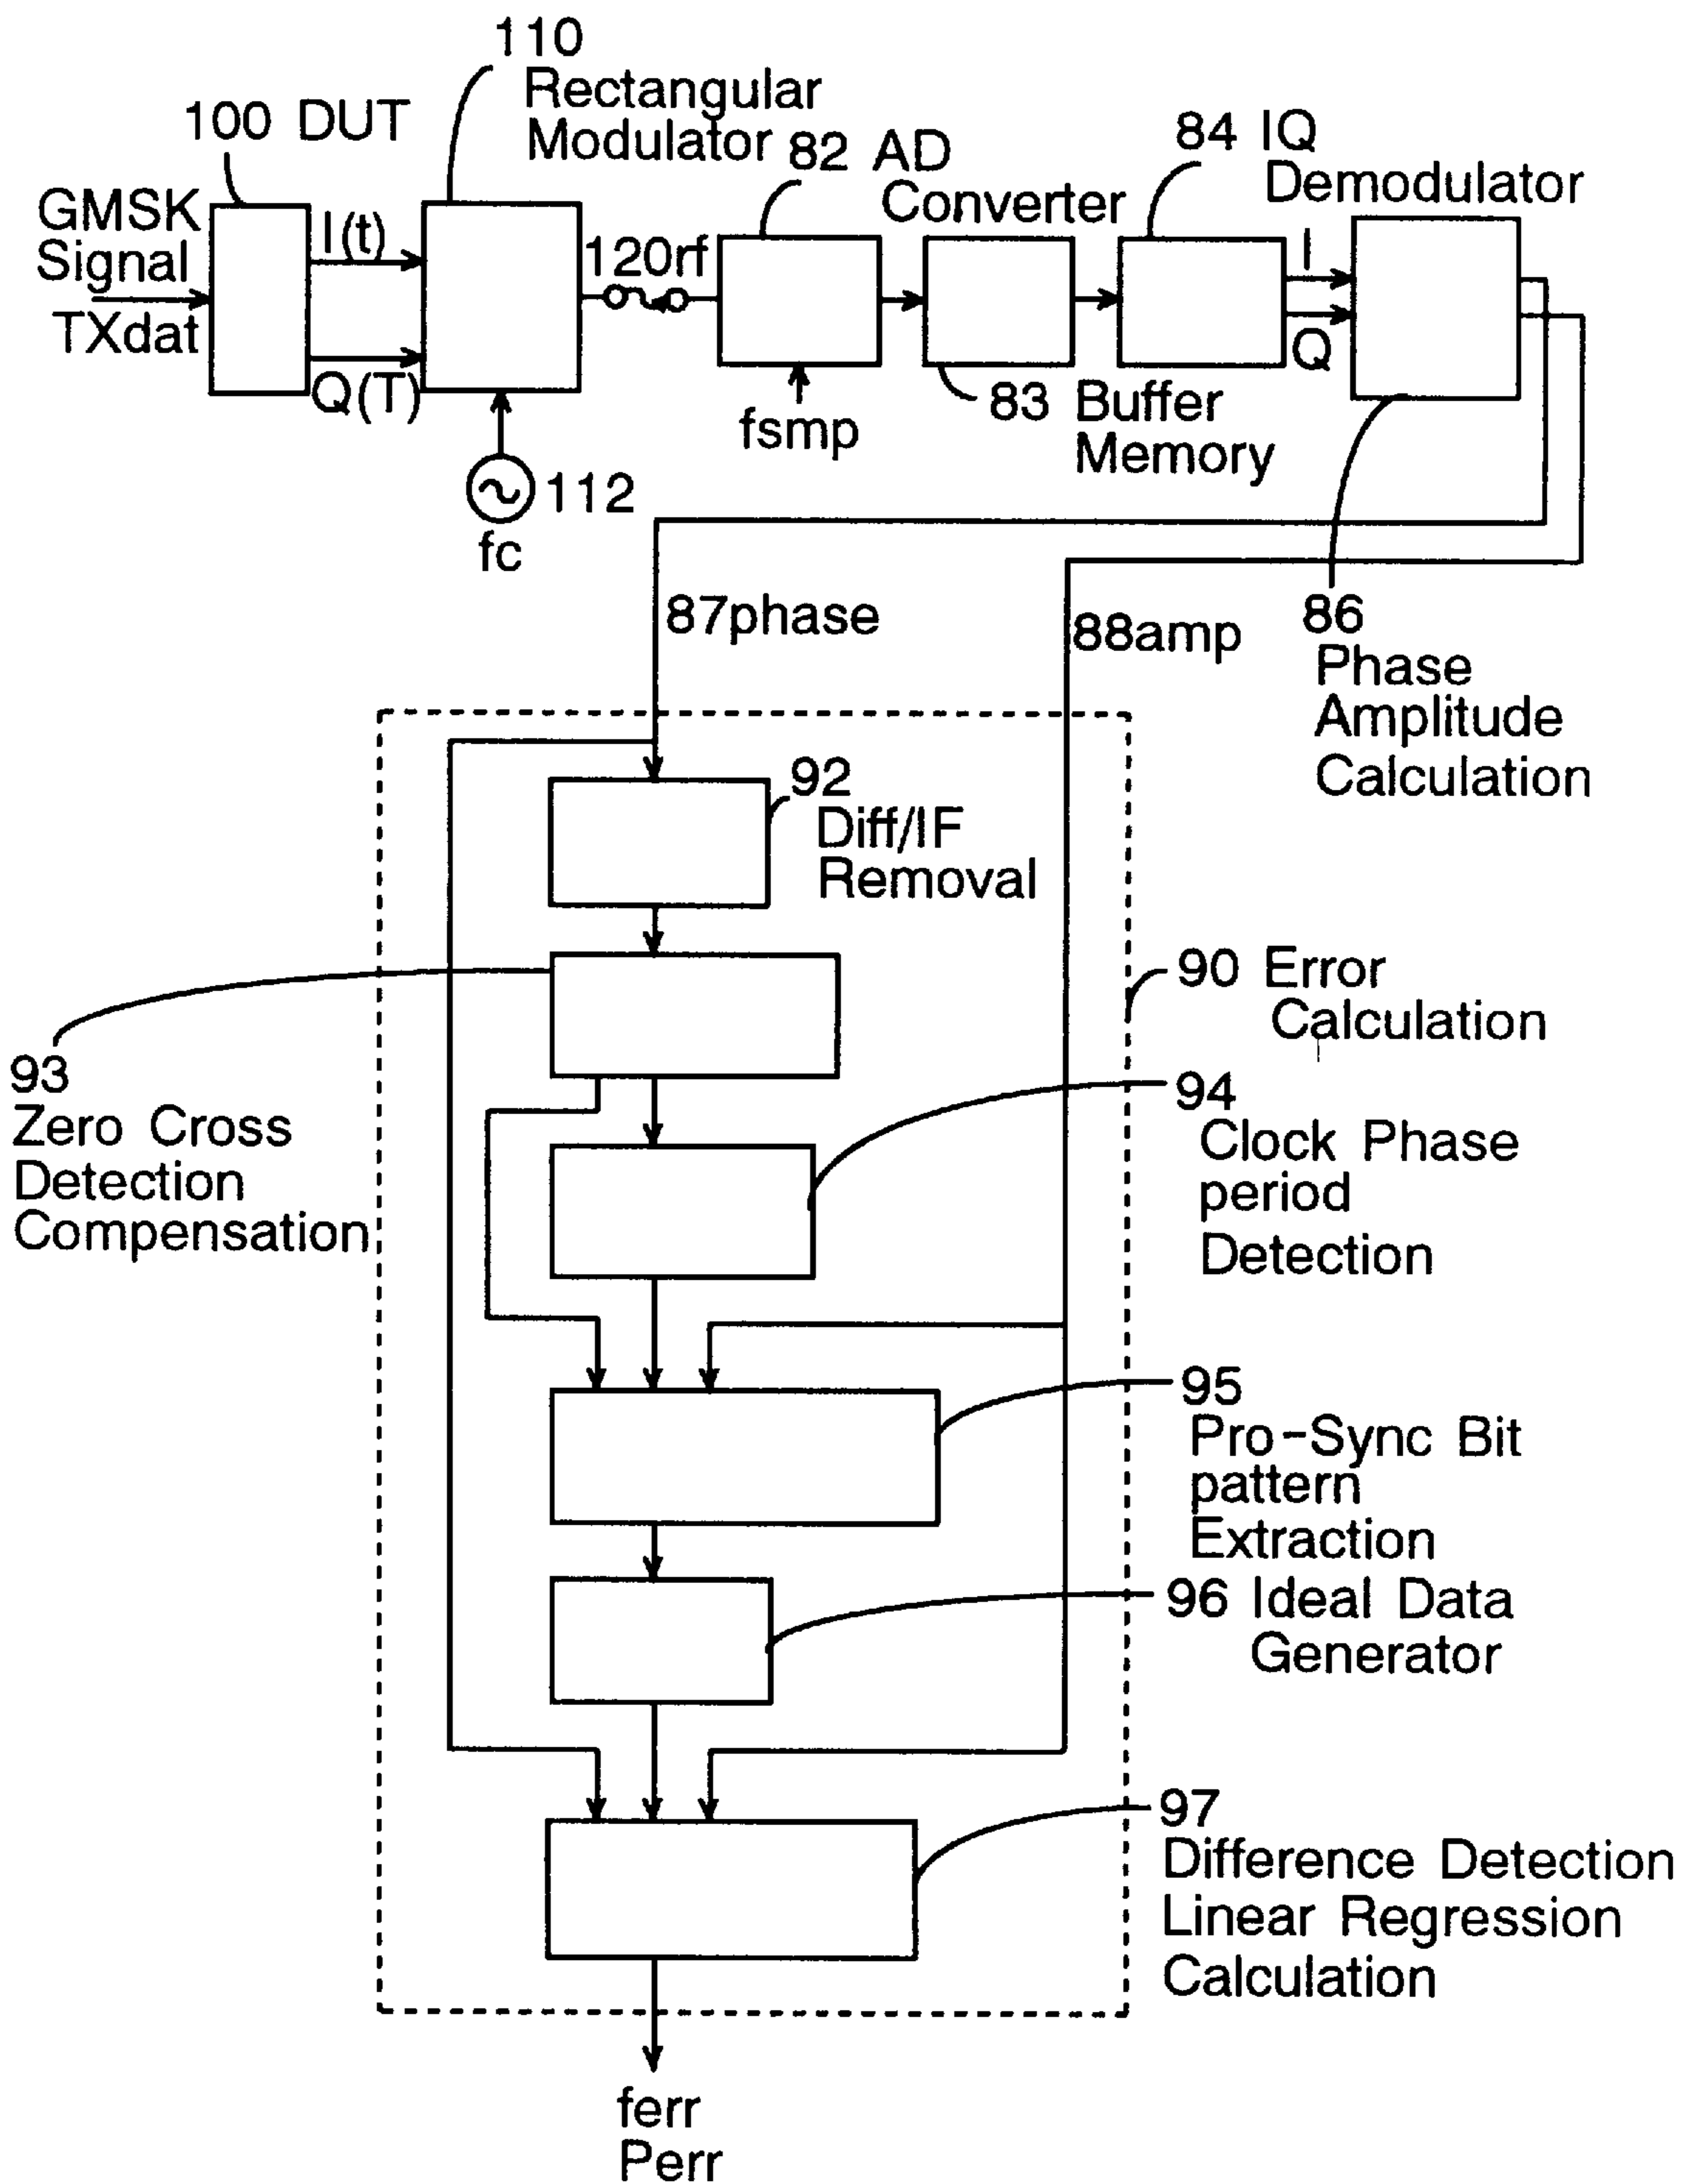 110
Rectangular
Modulator
100 DUT
82 AD
Converter
84 IQ
Demodulator
GMSK
Signal
TXdat
I(t)
Q(T)
120rf
I
Q
fsmp
83 Buffer
Memory
112
fc
87phase
88amp
86
Phase
Amplitude
Calculation
92
Diff/IF
Removal
90 Error
Calculation
93
Zero Cross
Detection
Compensation
94
Clock Phase
period
Detection
95
Pro-Sync Bit
pattern
Extraction
96 Ideal Data
Generator
97
Difference Detection
Linear Regression
Calculation
ferr
Perr